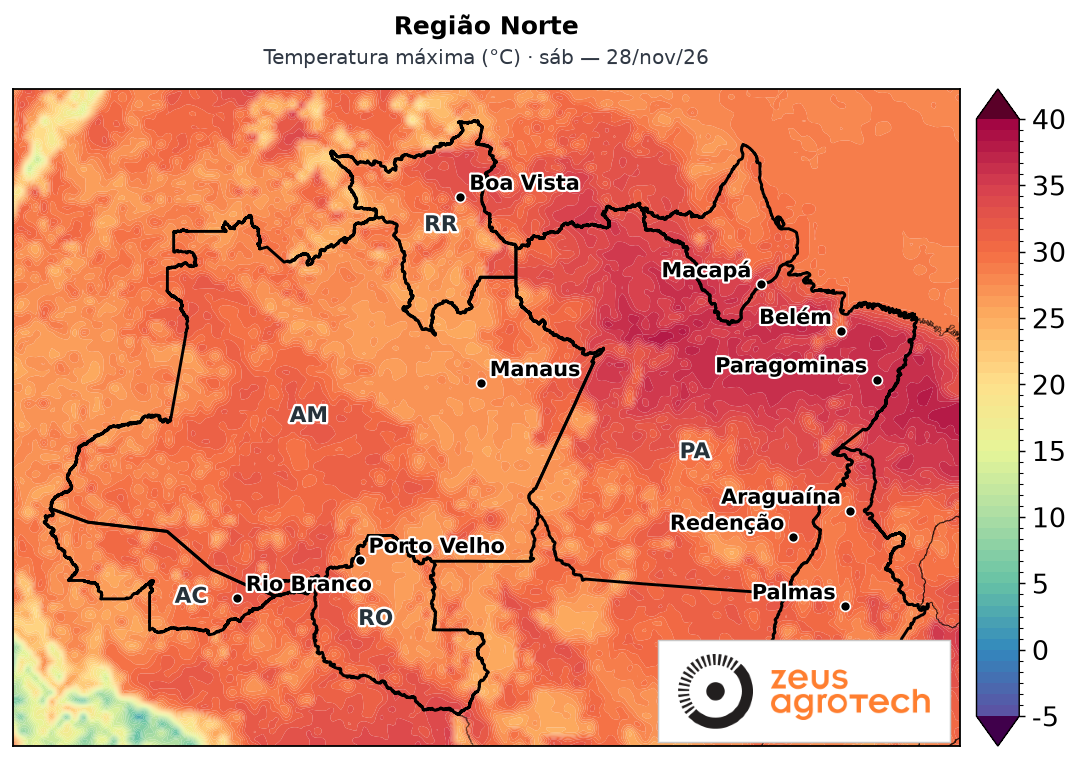 Região Norte
Temperatura máxima (°C) · sáb — 28/nov/26
Boa Vista
RR
Macapá
Belém
Paragominas
Manaus
AM
PA
Araguaína
Redenção
Porto Velho
Rio Branco
AC
RO
Palmas
zeus
agrotech
40
35
30
25
20
15
10
5
0
-5